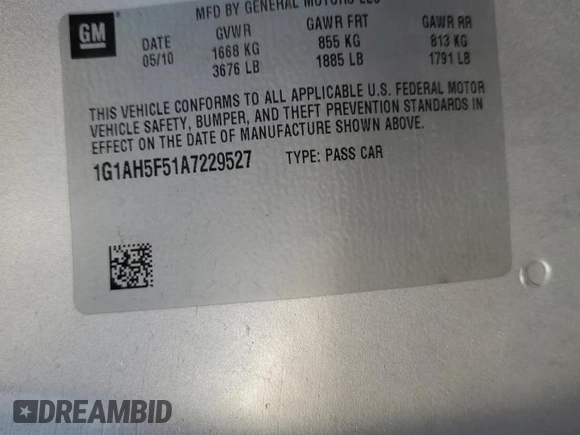 MFD BY GENERAL MOTORS LLC
GM
DATE GVWR GAWR FRT GAWR RR
05/10 1668 KG 855 KG 813 KG
3676 LB 1885 LB 1791 LB
THIS VEHICLE CONFORMS TO ALL APPLICABLE U.S. FEDERAL MOTOR
VEHICLE SAFETY, BUMPER, AND THEFT PREVENTION STANDARDS IN
EFFECT ON THE DATE OF MANUFACTURE SHOWN ABOVE.
1G1AH5F51A7229527 TYPE: PASS CAR
DREAMBID